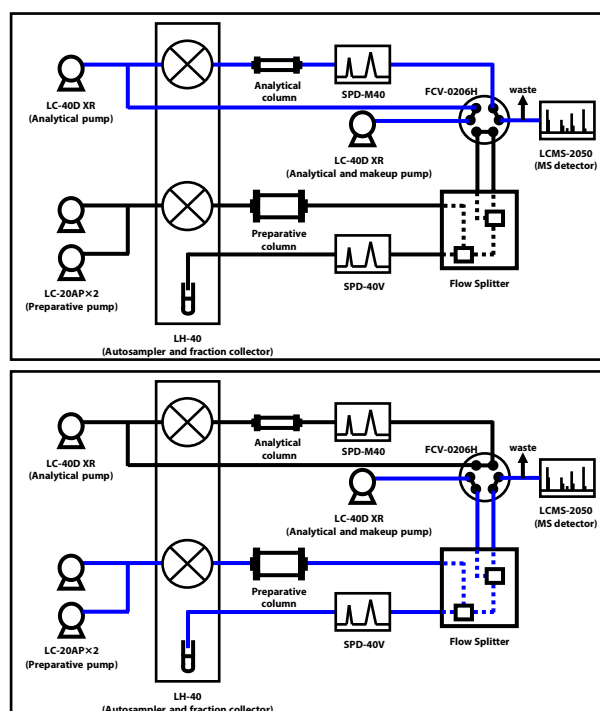 LC-40D XR
(Analytical pump)
Analytical
column
SPD-M40
FCV-0206H
waste
LCMS-2050
(MS detector)
LC-40D XR
(Analytical and makeup pump)
Preparative
column
LC-20AP×2
(Preparative pump)
SPD-40V
Flow Splitter
LH-40
(Autosampler and fraction collector)
LC-40D XR
(Analytical pump)
Analytical
column
SPD-M40
FCV-0206H
waste
LCMS-2050
(MS detector)
LC-40D XR
(Analytical and makeup pump)
Preparative
column
LC-20AP×2
(Preparative pump)
SPD-40V
Flow Splitter
LH-40
(Autosampler and fraction collector)